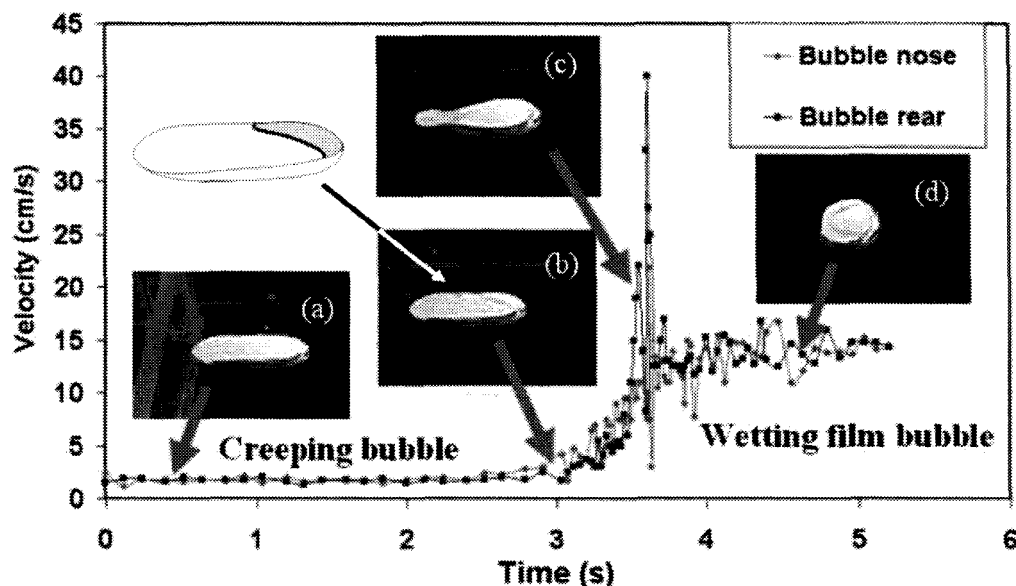 45
40
35
30
25
20
15
10
5
0
Velocity (cm/s)
(c)
Bubble nose
Bubble rear
(d)
(b)
(a)
Creeping bubble
Wetting film bubble
0 1 2 3 4 5 6
Time (s)